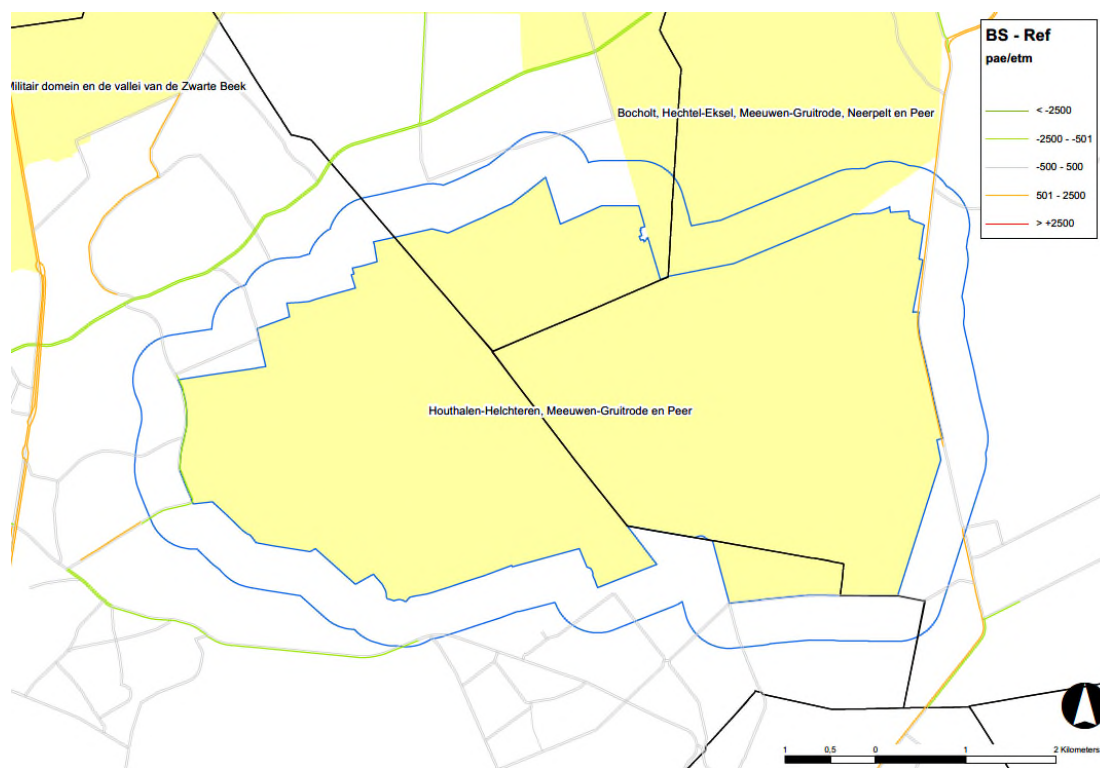 BS - Ref
pae/etm
< -2500
-2500 - -501
-500 - 500
501 - 2500
> +2500
Militair domein en de vallei van de Zwarte Beek
Bocholt, Hechtel-Eksel, Meeuwen-Gruitrode, Neerpelt en Peer
Houthalen-Helchteren, Meeuwen-Gruitrode en Peer
1 0,5 0 1 2 Kilometers